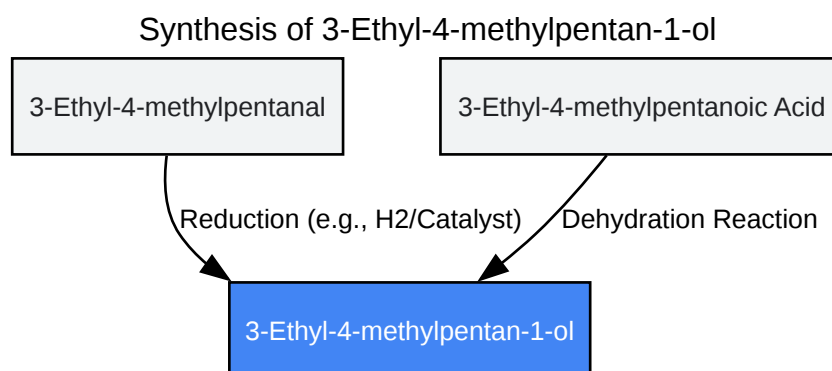 Synthesis of 3-Ethyl-4-methylpentan-1-ol
3-Ethyl-4-methylpentanal
3-Ethyl-4-methylpentanoic Acid
Reduction (e.g., H2/Catalyst)
Dehydration Reaction
3-Ethyl-4-methylpentan-1-ol